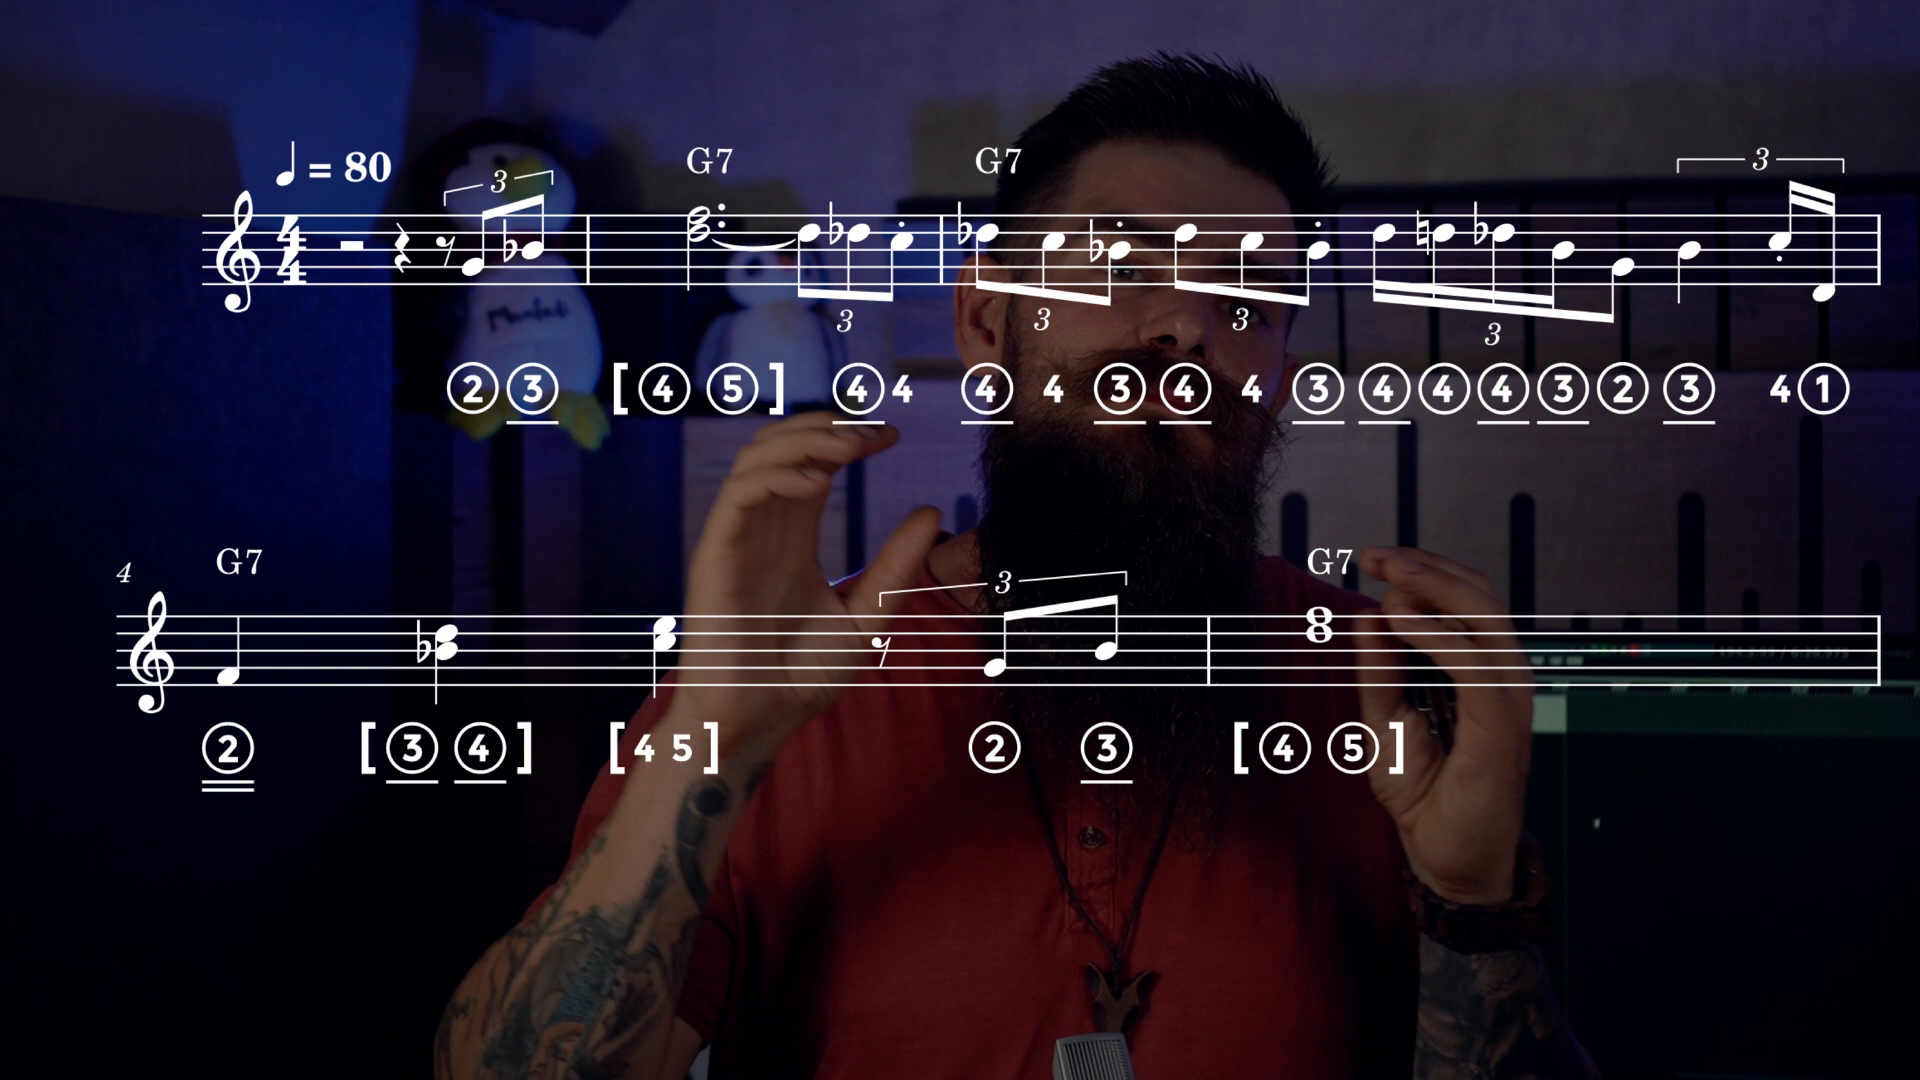 ♩ = 80
3 G7 G7 3
4 4
3 3 3 3
② ③ [ ④ ⑤ ] ④ 4 ④ 4 ③ ④ 4 ③ ④ ④ ④ ③ ② ③ 4 ①
4 G7 3 G7
② [ ③ ④ ] [ 4 5 ] ② ③ [ ④ ⑤ ]